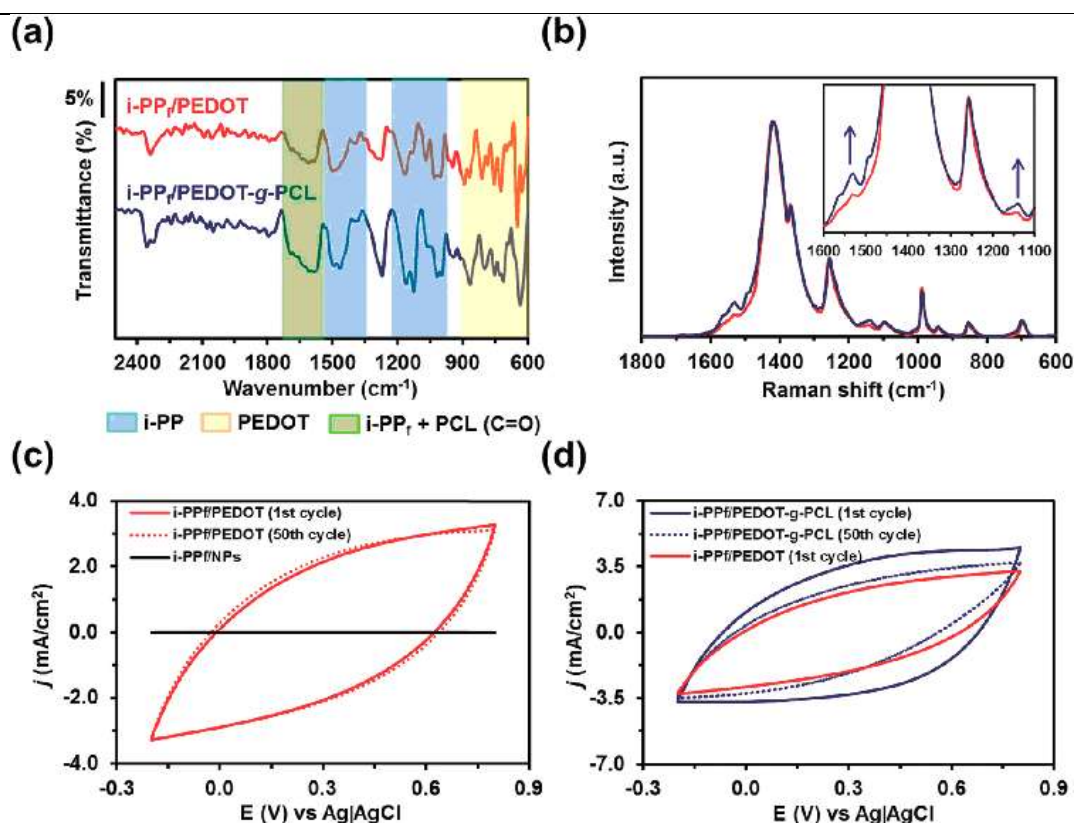 (a)
5%
i-PPf/PEDOT
i-PPf/PEDOT-g-PCL
Transmittance (%)
2400 2100 1800 1500 1200 900 600
Wavenumber (cm-1)
i-PP PEDOT i-PPf + PCL (C=O)
(b)
Intensity (a.u.)
1600 1500 1400 1300 1200 1100
1800 1600 1400 1200 1000 800 600
Raman shift (cm-1)
(c)
4.0
2.0
0.0
-2.0
-4.0
j (mA/cm2)
i-PPf/PEDOT (1st cycle)
i-PPf/PEDOT (50th cycle)
i-PPf/NPs
-0.3 0.0 0.3 0.6 0.9
E (V) vs Ag|AgCl
(d)
7.0
3.5
0.0
-3.5
-7.0
j (mA/cm2)
i-PPf/PEDOT-g-PCL (1st cycle)
i-PPf/PEDOT-g-PCL (50th cycle)
i-PPf/PEDOT (1st cycle)
-0.3 0.0 0.3 0.6 0.9
E (V) vs Ag|AgCl